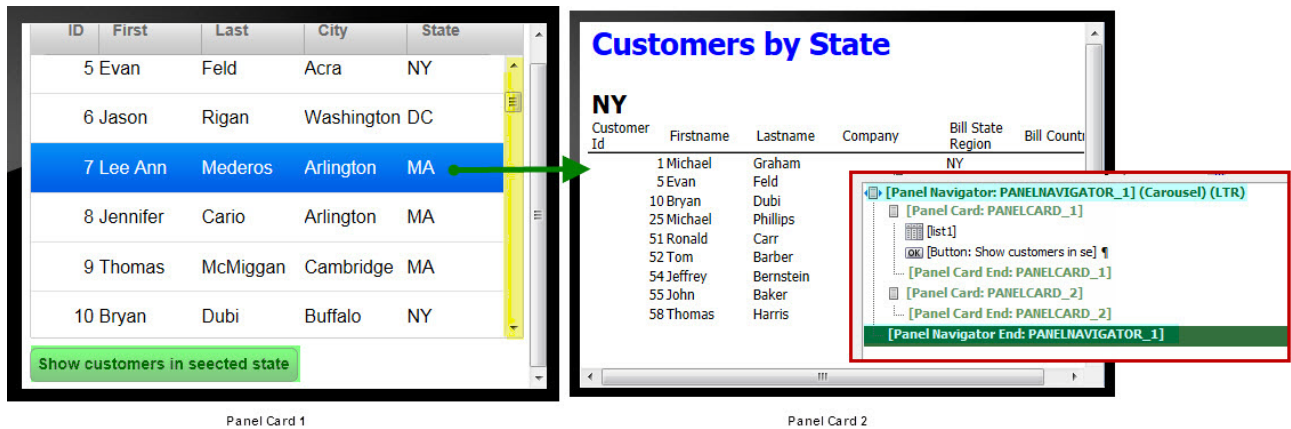 ID First Last City State
5 Evan Feld Acra NY
6 Jason Rigan Washington DC
7 Lee Ann Mederos Arlington MA
8 Jennifer Cario Arlington MA
9 Thomas McMiggan Cambridge MA
10 Bryan Dubi Buffalo NY
Show customers in seected state
Panel Card 1
Customers by State
NY
Customer Id Firstname Lastname Company Bill State Region Bill Count
1 Michael Graham NY
5 Evan Feld
10 Bryan Dubi
25 Michael Phillips
51 Ronald Carr
52 Tom Barber
54 Jeffrey Bernstein
55 John Baker
58 Thomas Harris
[Panel Navigator: PANELNAVIGATOR_1] (Carousel) (LTR)
[Panel Card: PANELCARD_1]
[list1]
OK [Button: Show customers in se] ¶
[Panel Card End: PANELCARD_1]
[Panel Card: PANELCARD_2]
[Panel Card End: PANELCARD_2]
[Panel Navigator End: PANELNAVIGATOR_1]
Panel Card 2